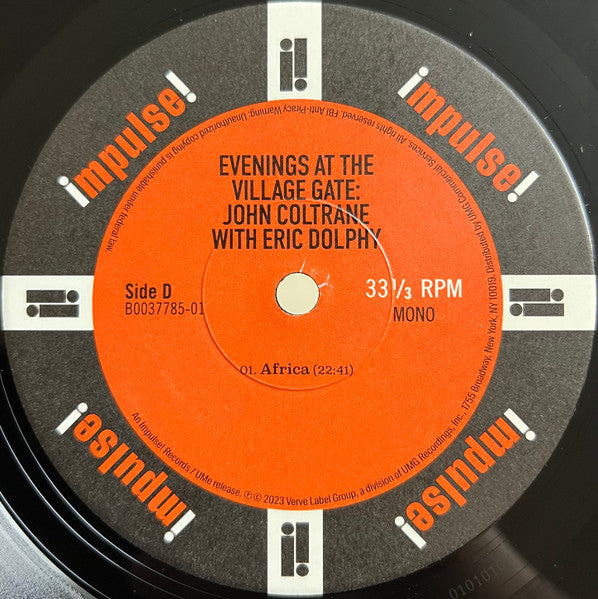 impulse!
impulse!
EVENINGS AT THE
VILLAGE GATE:
JOHN COLTRANE
WITH ERIC DOLPHY
Side D
B0037785-01
33 1/3 RPM
MONO
01. Africa (22:41)
An Impulse! Records / UMe release. ℗ © 2023 Verve Label Group, a division of UMG Recordings, Inc., 1755 Broadway, New York, NY 10019. Distributed by UMG Commercial Services. All rights reserved. FBI Anti-Piracy Warning: Unauthorized copying is punishable under federal law.
impulse!
impulse!
010101